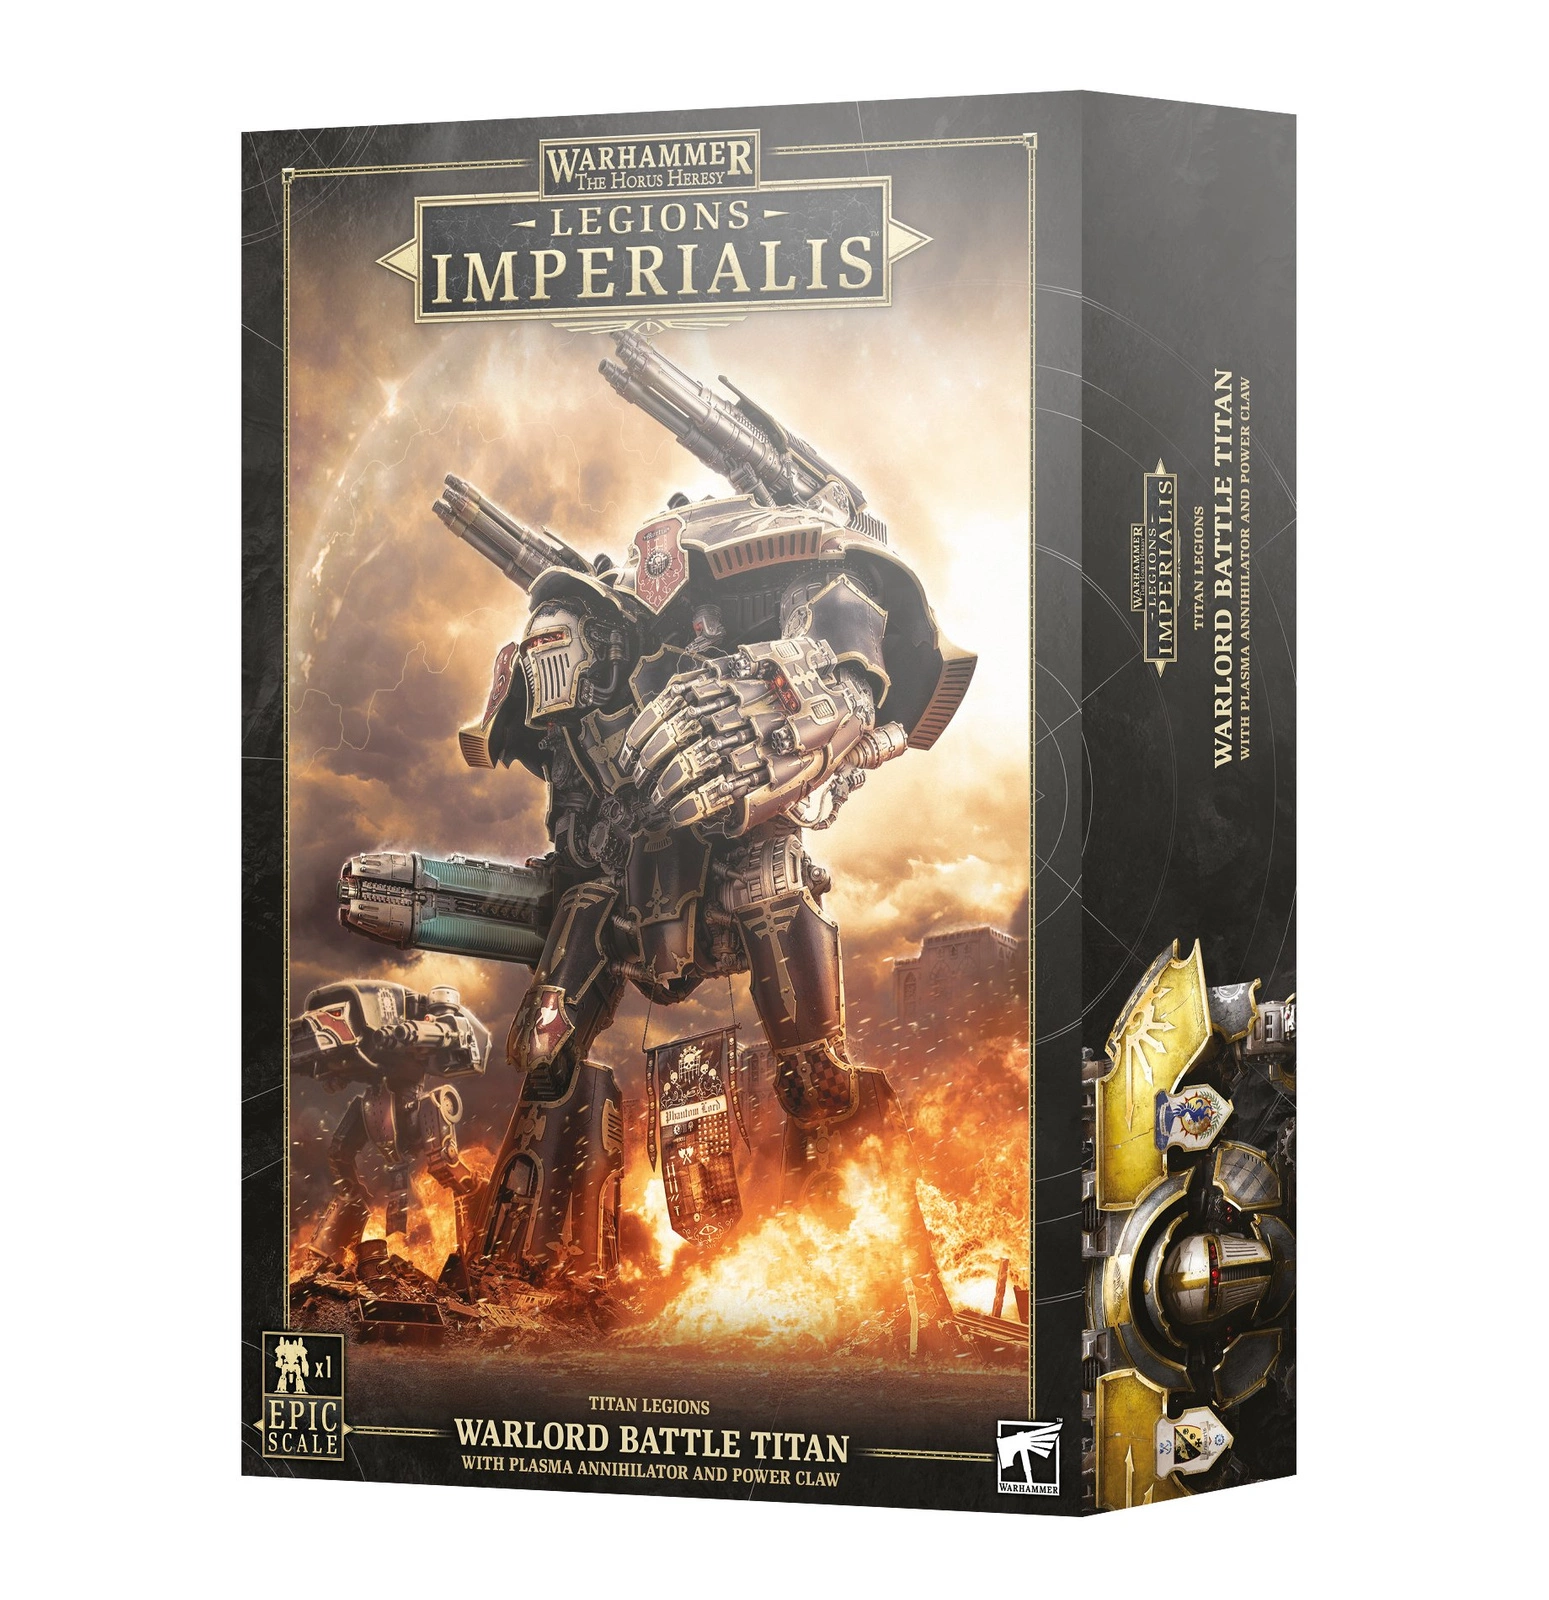 WARHAMMER
THE HORUS HERESY
LEGIONS
IMPERIALIS™
Phantom Lord
x1
EPIC
SCALE
TITAN LEGIONS
WARLORD BATTLE TITAN
WITH PLASMA ANNIHILATOR AND POWER CLAW
™
WARHAMMER
WARHAMMER
THE HORUS HERESY
LEGIONS
IMPERIALIS
TITAN LEGIONS
WARLORD BATTLE TITAN
WITH PLASMA ANNIHILATOR AND POWER CLAW